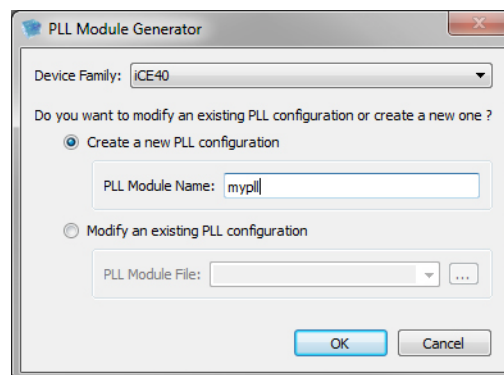 PLL Module Generator
Device Family: iCE40
Do you want to modify an existing PLL configuration or create a new one ?
Create a new PLL configuration
PLL Module Name: mypll
Modify an existing PLL configuration
PLL Module File: ...
OK Cancel